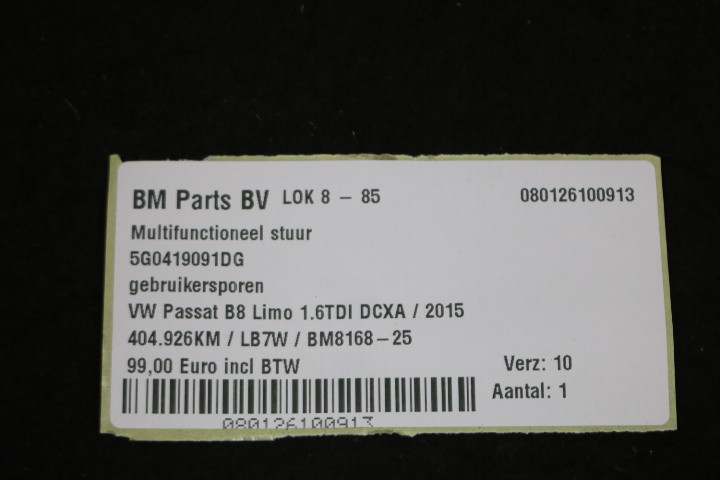 BM Parts BV LOK 8 - 85 080126100913
Multifunctioneel stuur
5G0419091DG
gebruikersporen
VW Passat B8 Limo 1.6TDI DCXA / 2015
404.926KM / LB7W / BM8168-25
99,00 Euro incl BTW Verz: 10
Aantal: 1
080126100913